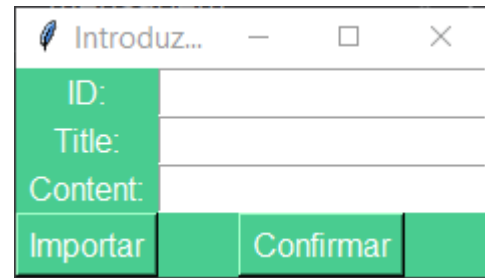 Introduz...
ID:
Title:
Content:
Importar Confirmar